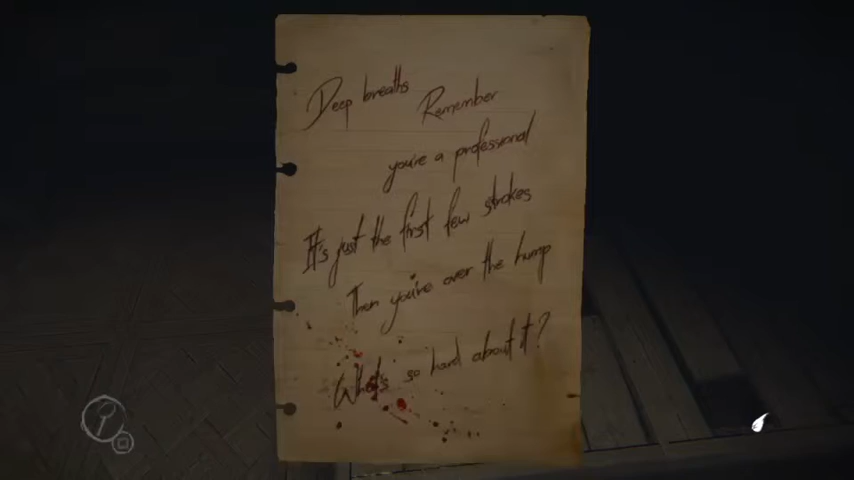 Deep breaths
Remember
you're a professional
It's just the first few strokes
Then you're over the hump
What's so hard about it?